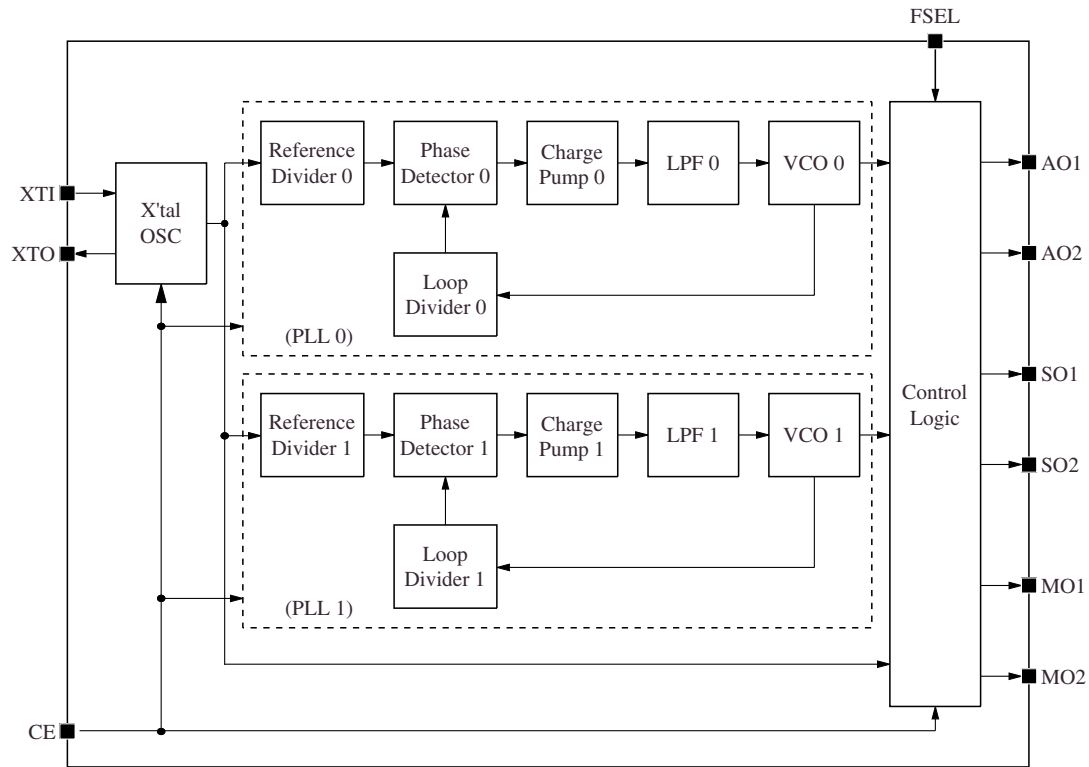 FSEL
Reference
Divider 0
Phase
Detector 0
Charge
Pump 0
LPF 0
VCO 0
AO1
XTI
X'tal
OSC
XTO
AO2
Loop
Divider 0
(PLL 0)
SO1
Control
Logic
Reference
Divider 1
Phase
Detector 1
Charge
Pump 1
LPF 1
VCO 1
SO2
Loop
Divider 1
(PLL 1)
MO1
MO2
CE